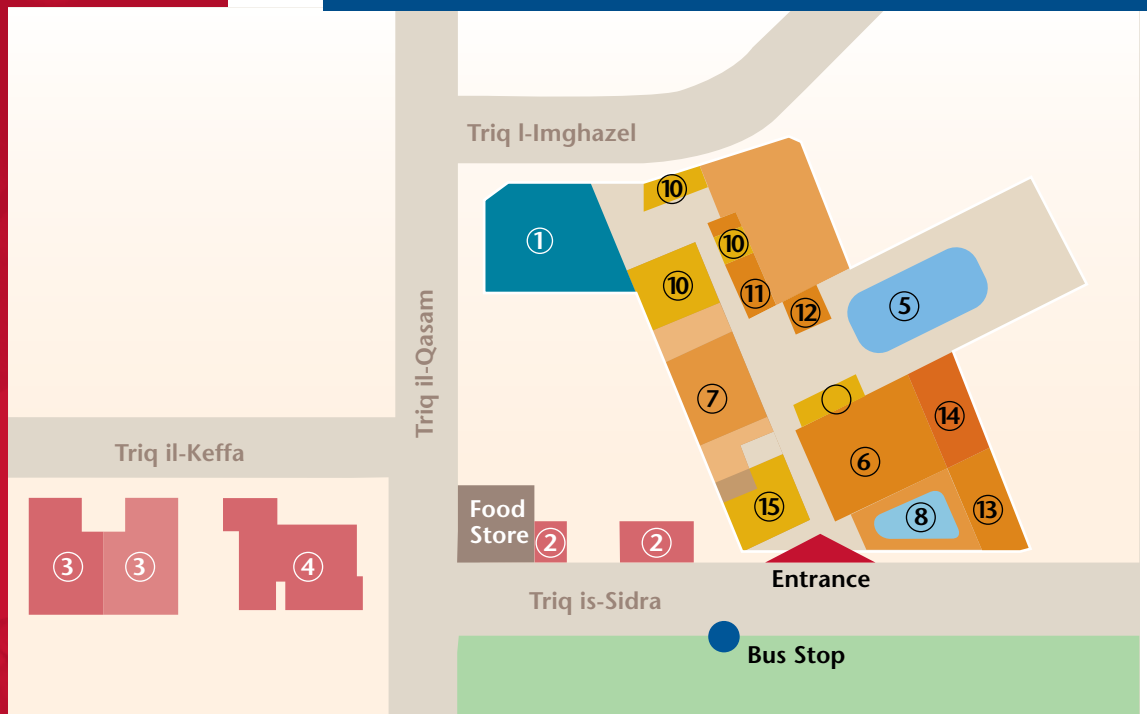 Triq l-Imghazel
10
1
10
10
11
12
5
Triq il-Qasam
7
14
Triq il-Keffa
6
Food
Store
15
8
13
2
2
3
3
4
Entrance
Triq is-Sidra
Bus Stop